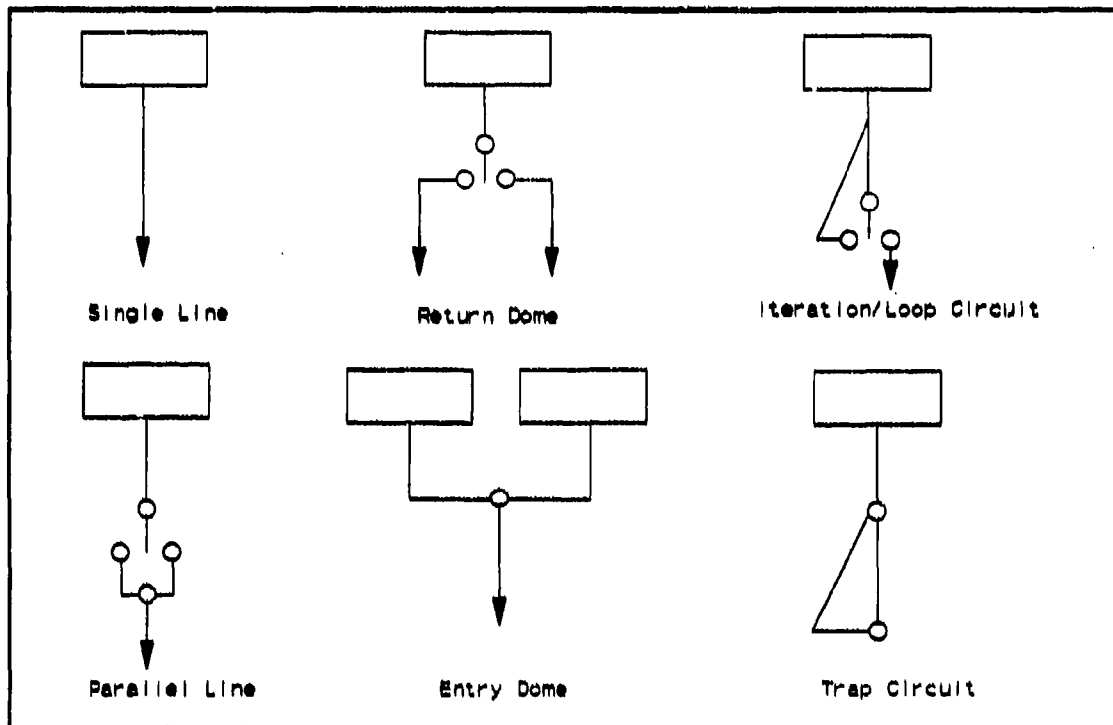 Single Line
Return Dome
Iteration/Loop Circuit
Parallel Line
Entry Dome
Trap Circuit